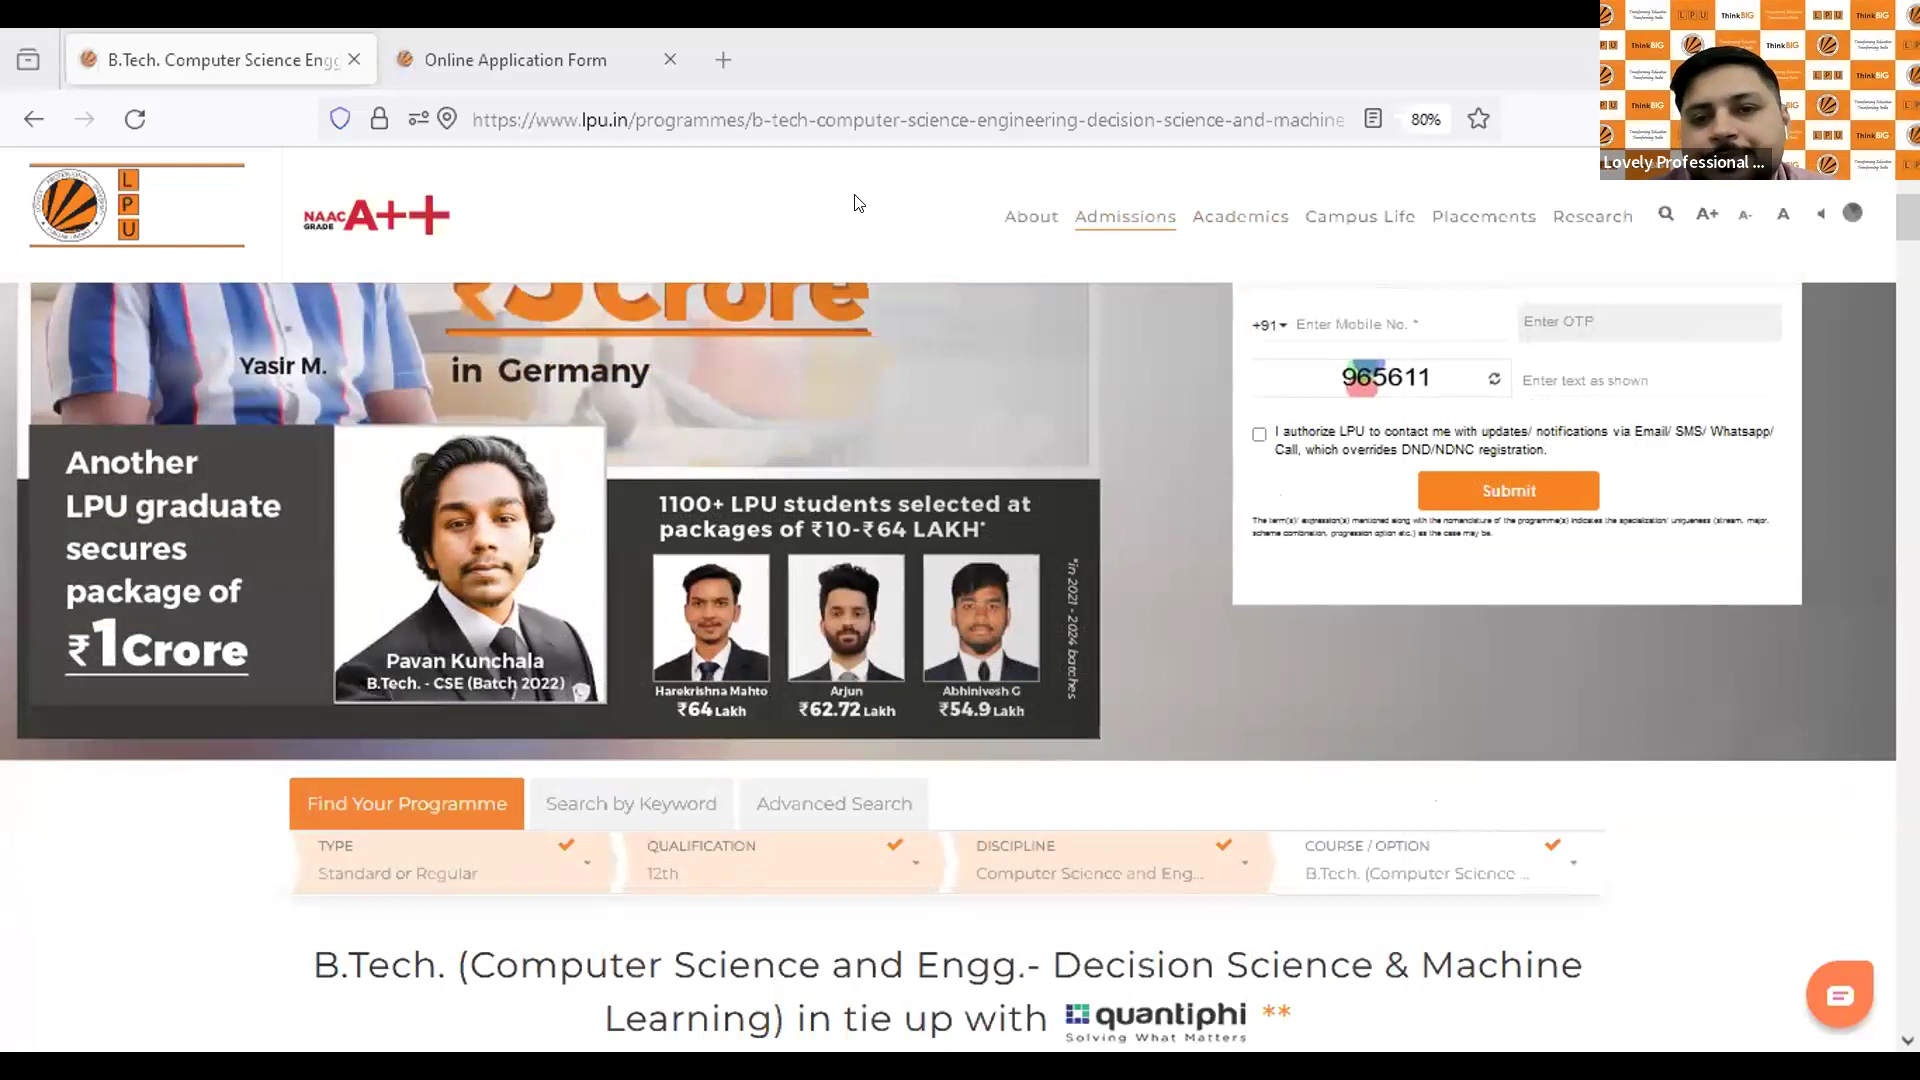 B.Tech. Computer Science Engg
Online Application Form
https://www.lpu.in/programmes/b-tech-computer-science-engineering-decision-science-and-machine
80%
Lovely Professional ...
LPU
NAAC GRADE A++
About
Admissions
Academics
Campus Life
Placements
Research
A+
A-
A
₹3Crore
in Germany
Yasir M.
+91
Enter Mobile No. *
Enter OTP
965611
Enter text as shown
I authorize LPU to contact me with updates/ notifications via Email/ SMS/ Whatsapp/
Call, which overrides DND/NDNC registration.
Submit
The term(s)/ expression(s) mentioned along with the nomenclature of the programme(s) indicates the specialization/ uniqueness (stream, major,
scheme combination, progression option etc.) as the case may be.
Another
LPU graduate
secures
package of
₹1Crore
Pavan Kunchala
B.Tech. - CSE (Batch 2022)
1100+ LPU students selected at
packages of ₹10-₹64 LAKH*
Harekrishna Mahto
₹64 Lakh
Arjun
₹62.72 Lakh
Abhinivesh G
₹54.9 Lakh
*in 2021 - 2024 batches
Find Your Programme
Search by Keyword
Advanced Search
TYPE
Standard or Regular
QUALIFICATION
12th
DISCIPLINE
Computer Science and Eng...
COURSE / OPTION
B.Tech. (Computer Science ...
B.Tech. (Computer Science and Engg.- Decision Science & Machine
Learning) in tie up with quantiphi **
Solving What Matters